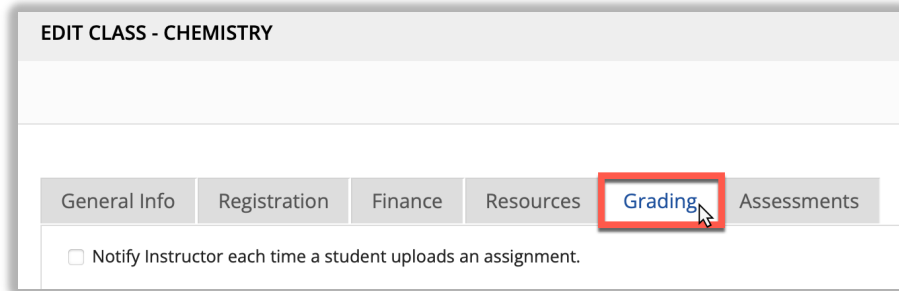 EDIT CLASS - CHEMISTRY
General Info Registration Finance Resources Grading Assessments
Notify Instructor each time a student uploads an assignment.